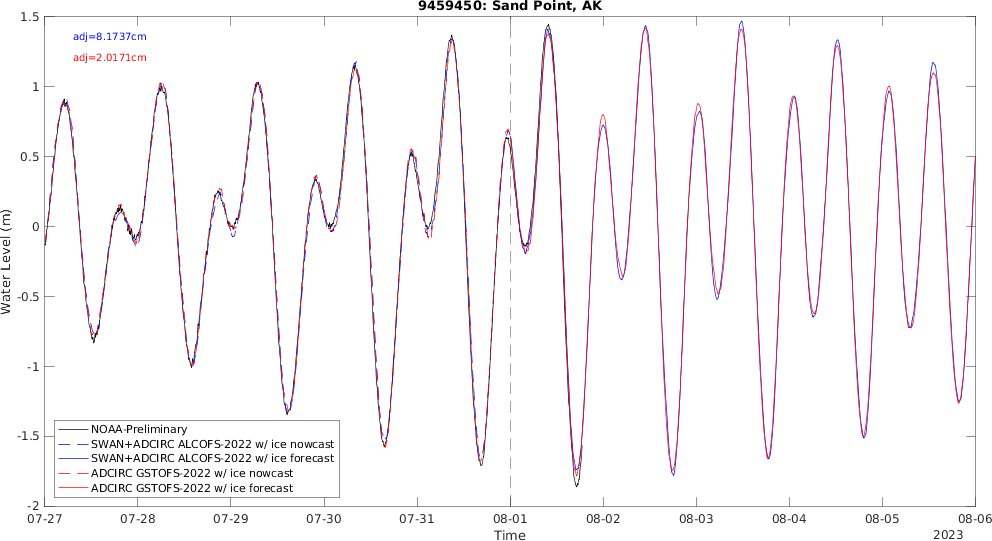 9459450: Sand Point, AK
adj=8.1737cm
adj=2.0171cm
Water Level (m)
1.5
1
0.5
0
-0.5
-1
-1.5
-2
NOAA-Preliminary
SWAN+ADCIRC ALCOFS-2022 w/ ice nowcast
SWAN+ADCIRC ALCOFS-2022 w/ ice forecast
ADCIRC GSTOFS-2022 w/ ice nowcast
ADCIRC GSTOFS-2022 w/ ice forecast
07-27 07-28 07-29 07-30 07-31 08-01 08-02 08-03 08-04 08-05 08-06
Time
2023